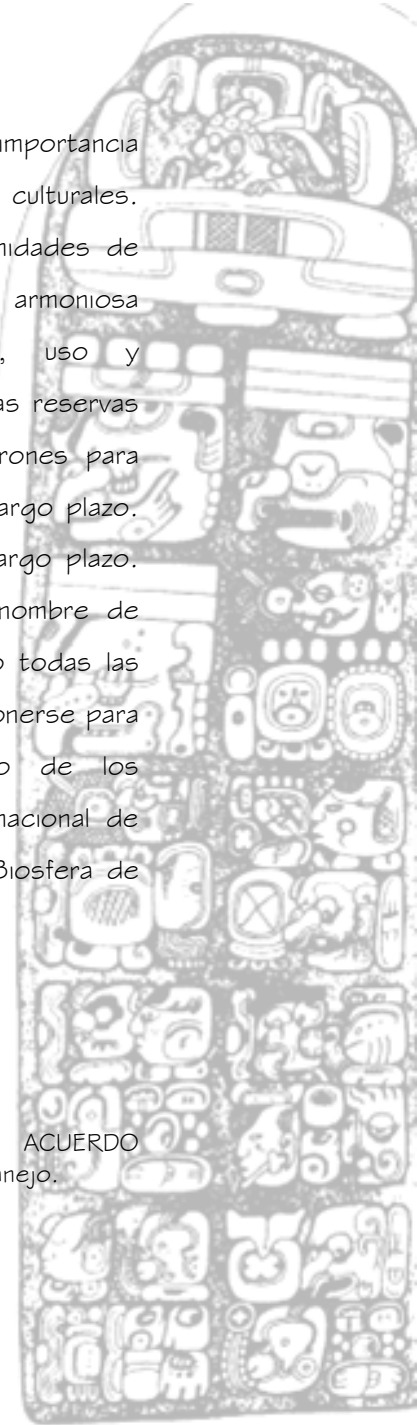 importancia
culturales.
nidades de
armoniosa
, uso y
as reservas
rones para
argo plazo.
argo plazo.
nombre de
o todas las
onerse para
o de los
nacional de
Biosfera de
ACUERDO
anejo.